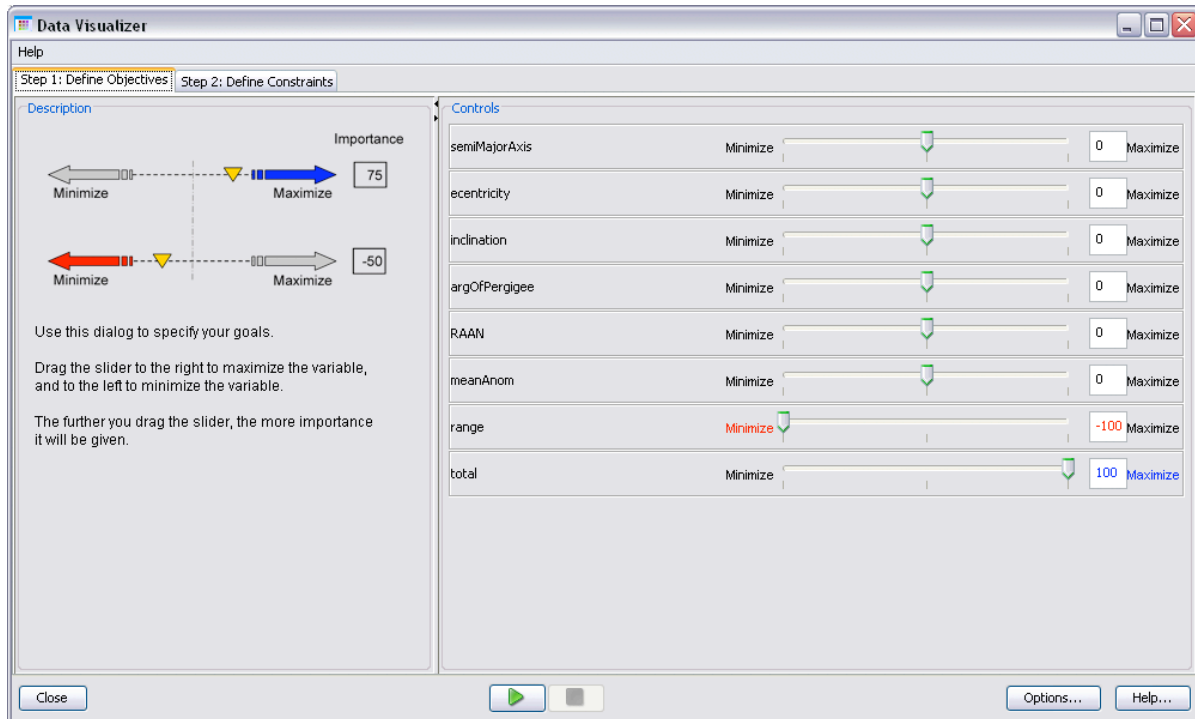 Data Visualizer
Help
Step 1: Define Objectives Step 2: Define Constraints
Description
Importance
75
Minimize Maximize
-50
Minimize Maximize
Use this dialog to specify your goals.
Drag the slider to the right to maximize the variable,
and to the left to minimize the variable.
The further you drag the slider, the more importance
it will be given.
Controls
semiMajorAxis Minimize 0 Maximize
ecentricity Minimize 0 Maximize
inclination Minimize 0 Maximize
argOfPergigee Minimize 0 Maximize
RAAN Minimize 0 Maximize
meanAnom Minimize 0 Maximize
range Minimize -100 Maximize
total Minimize 100 Maximize
Close Options... Help...